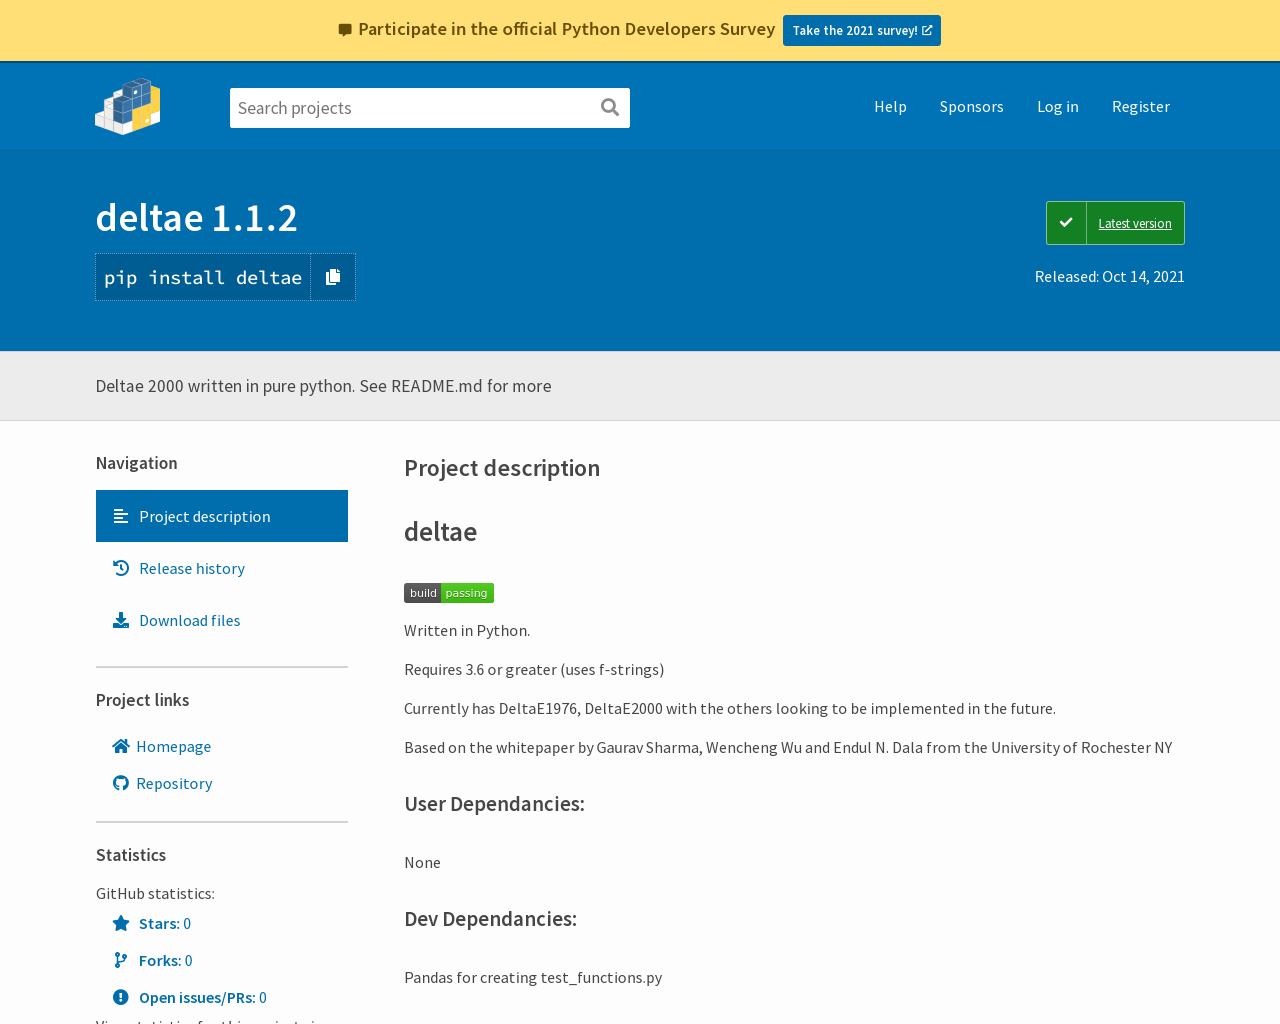 Participate in the official Python Developers Survey Take the 2021 survey!
Search projects
Help Sponsors Log in Register
deltae 1.1.2
Latest version
pip install deltae
Released: Oct 14, 2021
Deltae 2000 written in pure python. See README.md for more
Navigation
Project description
Release history
Download files
Project links
Homepage
Repository
Statistics
GitHub statistics:
Stars: 0
Forks: 0
Open issues/PRs: 0
Project description
deltae
build passing
Written in Python.
Requires 3.6 or greater (uses f-strings)
Currently has DeltaE1976, DeltaE2000 with the others looking to be implemented in the future.
Based on the whitepaper by Gaurav Sharma, Wencheng Wu and Endul N. Dala from the University of Rochester NY
User Dependancies:
None
Dev Dependancies:
Pandas for creating test_functions.py